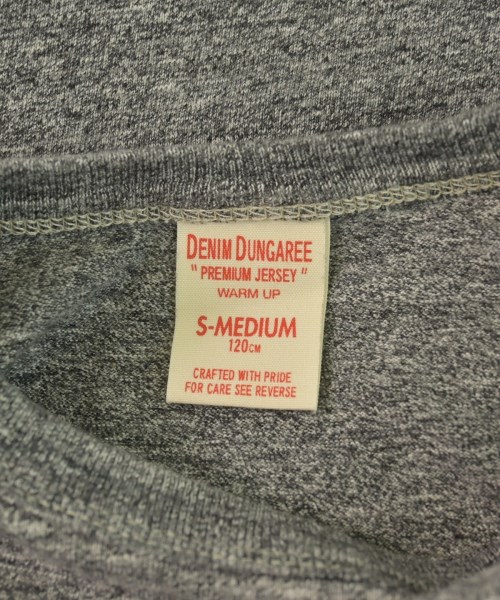 DENIM DUNGAREE
" PREMIUM JERSEY "
WARM UP
S-MEDIUM
120CM
CRAFTED WITH PRIDE
FOR CARE SEE REVERSE